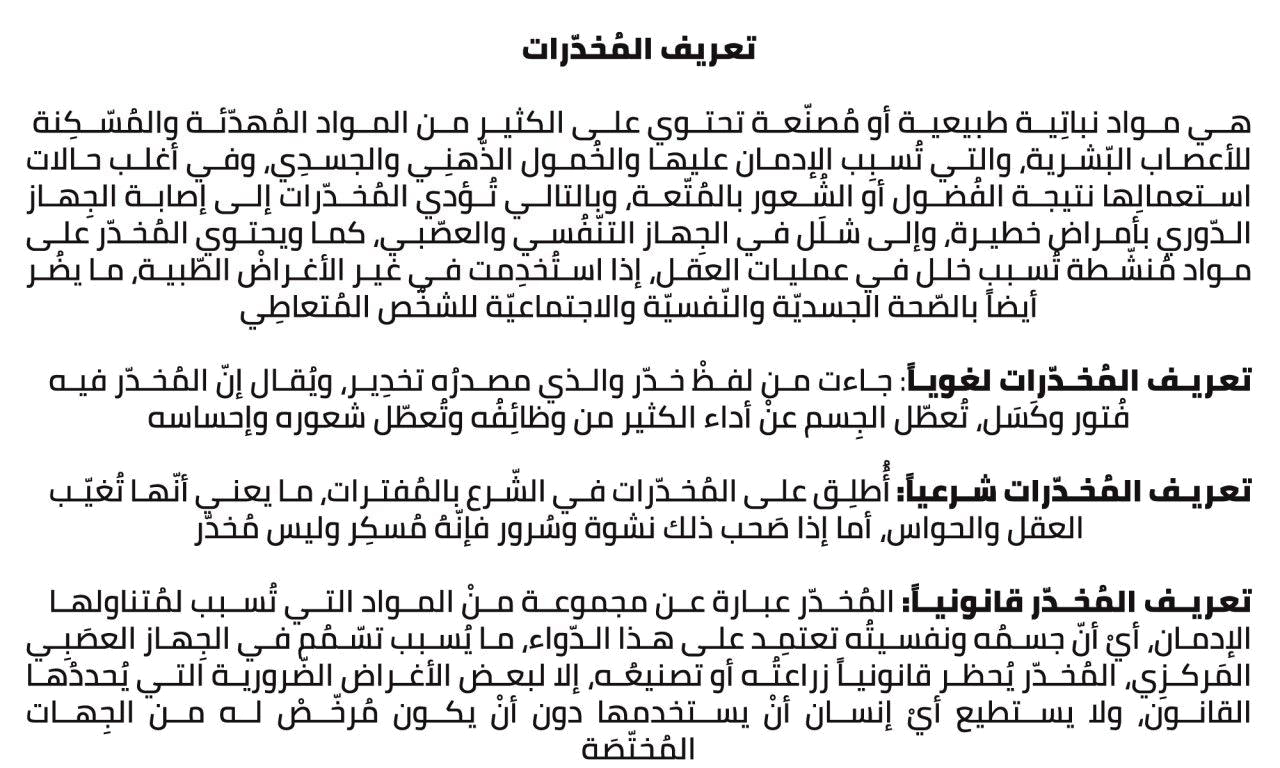 تعريف المُخدّرات
هي مواد نباتِية طبيعية أو مُصنّعة تحتوي على الكثير من المواد المُهدّئة والمُسّكِنة
للأعصاب البّشرية، والتي تُسبِب الإدمان عليها والخُمول الذّهنِي والجسدِي، وفي أغلب حالات
استعمالِها نتيجة الفُضول أو الشُعور بالمُتّعة، وبالتالي تُؤدي المُخدّرات إلى إصابة الجِهاز
الدّوري بأمراض خطيرة، وإلى شلَل في الجِهاز التنّفُسي والعصّبي، كما ويحتوي المُخدّر على
مواد مُنشّطة تُسبب خلل في عمليات العقل، إذا استُخدِمت في غير الأغراضْ الطّبية، ما يضُر
أيضاً بالصّحة الجسديّة والنّفسيّة والاجتماعيّة للشخّص المُتعاطِي
تعريف المُخدّرات لغوياً: جاءت من لفظْ خدّر والذي مصدرُه تخدِير، ويُقال إنّ المُخدّر فيه
فُتور وكَسَل، تُعطّل الجِسم عنْ أداء الكثير من وظائِفُه وتُعطّل شعوره وإحساسه
تعريف المُخدّرات شرعياً: أُطلِق على المُخدّرات في الشّرع بالمُفترات، ما يعني أنّها تُغيّب
العقل والحواس، أما إذا صَحب ذلك نشوة وسُرور فإنّهُ مُسكِر وليس مُخدّر
تعريف المُخدّر قانونياً: المُخدّر عبارة عن مجموعة منْ المواد التي تُسبب لمُتناولها
الإدمان، أيْ أنّ جسمُه ونفسيتُه تعتمِد على هذا الدّواء، ما يُسبب تسّمُم في الجِهاز العصَبِي
المَركزِي، المُخدّر يُحظر قانونياً زراعتُه أو تصنيعُه، إلا لبعض الأغراض الضّرورية التي يُحددُها
القانون، ولا يستطيع أيْ إنسان أنْ يستخدمها دون أنْ يكون مُرخّصْ له من الجِهات
المُختّصَة